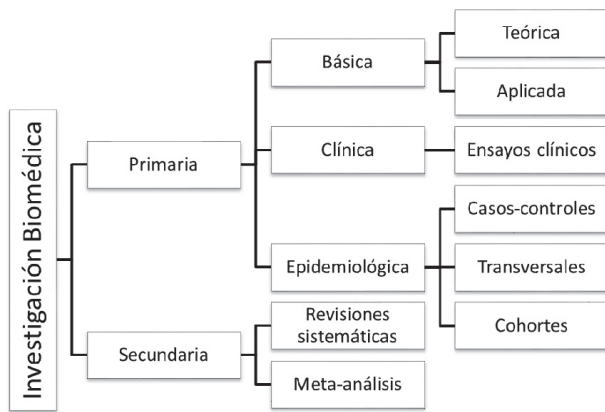 Investigación Biomédica
Primaria
Básica
Teórica
Aplicada
Clínica
Ensayos clínicos
Epidemiológica
Casos-controles
Transversales
Cohortes
Secundaria
Revisiones
sistemáticas
Meta-análisis